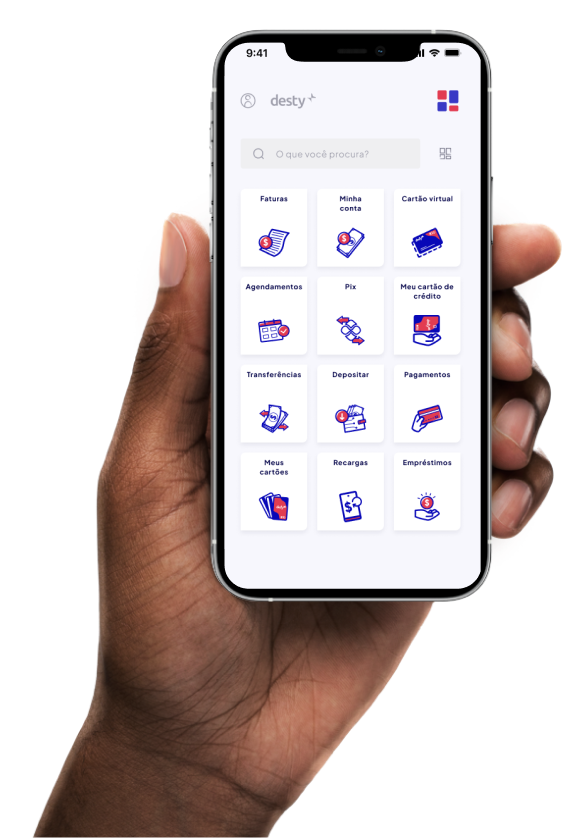 9:41
desty
O que você procura?
Faturas
Minha
conta
Cartão virtual
Agendamentos
Pix
Meu cartão de
crédito
Transferências
Depositar
Pagamentos
Meus
cartões
Recargas
Empréstimos